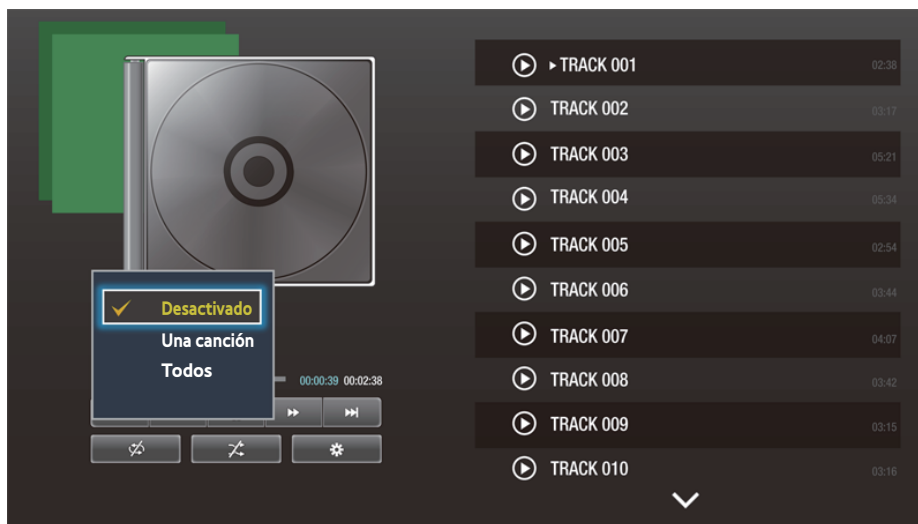 Desactivado
Una canción
Todos
00:00:39 00:02:38
TRACK 001 02:38
TRACK 002 03:17
TRACK 003 05:21
TRACK 004 05:34
TRACK 005 02:54
TRACK 006 03:44
TRACK 007 04:07
TRACK 008 03:42
TRACK 009 03:15
TRACK 010 03:16